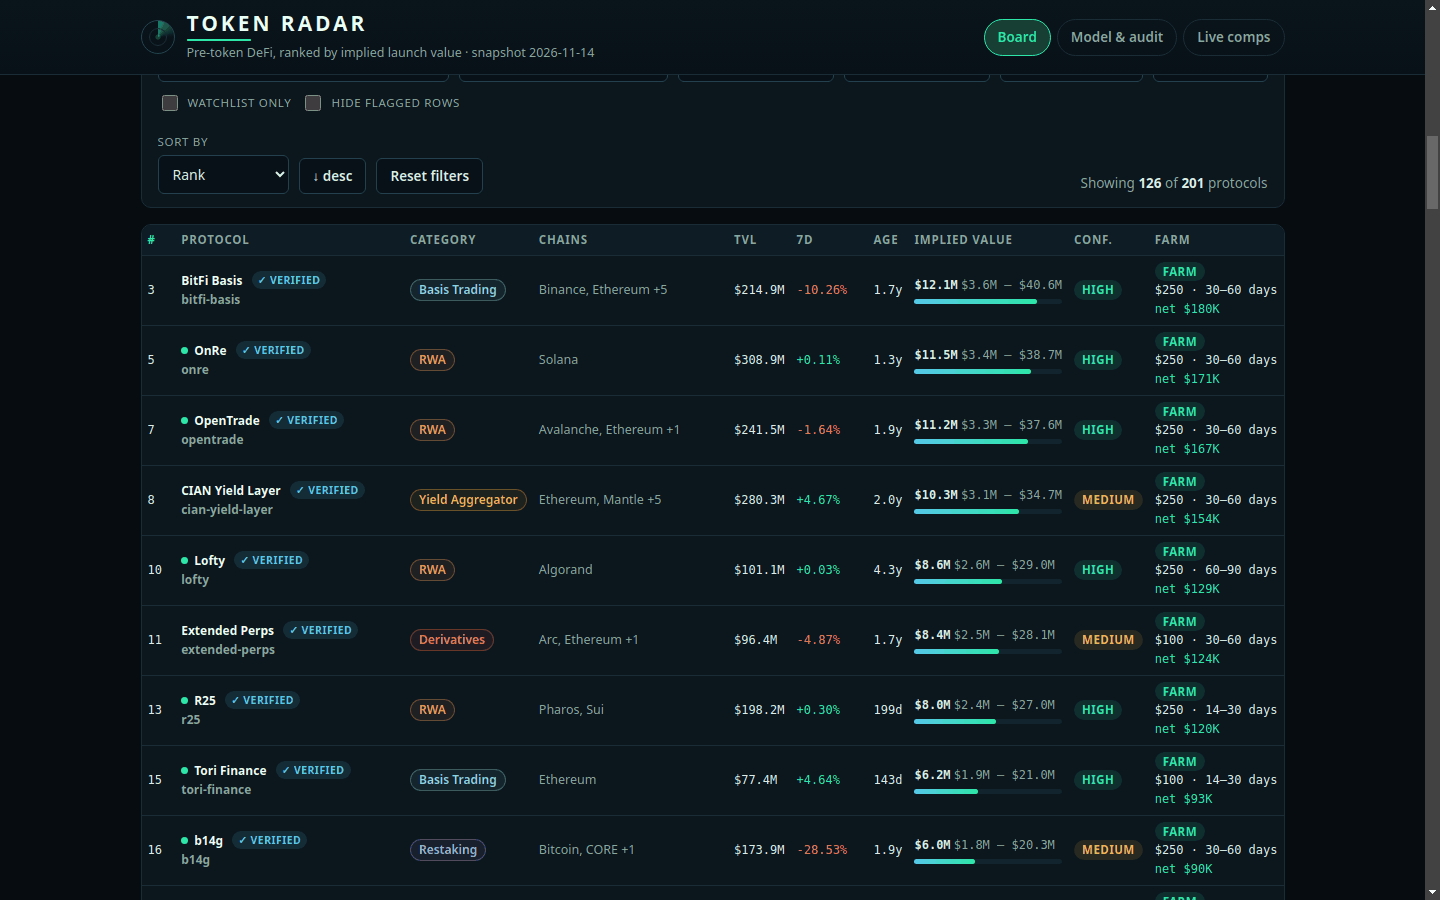 TOKEN RADAR
Pre-token DeFi, ranked by implied launch value · snapshot 2026-11-14
Board
Model & audit
Live comps
WATCHLIST ONLY
HIDE FLAGGED ROWS
SORT BY
Rank
↓ desc
Reset filters
Showing 126 of 201 protocols
# PROTOCOL CATEGORY CHAINS TVL 7D AGE IMPLIED VALUE CONF. FARM
3 BitFi Basis ✓ VERIFIED Basis Trading Binance, Ethereum +5 $214.9M -10.26% 1.7y $12.1M $3.6M — $40.6M HIGH FARM
bitfi-basis $250 · 30–60 days
net $180K
5 OnRe ✓ VERIFIED RWA Solana $308.9M +0.11% 1.3y $11.5M $3.4M — $38.7M HIGH FARM
onre $250 · 30–60 days
net $171K
7 OpenTrade ✓ VERIFIED RWA Avalanche, Ethereum +1 $241.5M -1.64% 1.9y $11.2M $3.3M — $37.6M HIGH FARM
opentrade $250 · 30–60 days
net $167K
8 CIAN Yield Layer ✓ VERIFIED Yield Aggregator Ethereum, Mantle +5 $280.3M +4.67% 2.0y $10.3M $3.1M — $34.7M MEDIUM FARM
cian-yield-layer $250 · 30–60 days
net $154K
10 Lofty ✓ VERIFIED RWA Algorand $101.1M +0.03% 4.3y $8.6M $2.6M — $29.0M HIGH FARM
lofty $250 · 60–90 days
net $129K
11 Extended Perps ✓ VERIFIED Derivatives Arc, Ethereum +1 $96.4M -4.87% 1.7y $8.4M $2.5M — $28.1M MEDIUM FARM
extended-perps $100 · 30–60 days
net $124K
13 R25 ✓ VERIFIED RWA Pharos, Sui $198.2M +0.30% 199d $8.0M $2.4M — $27.0M HIGH FARM
r25 $250 · 14–30 days
net $120K
15 Tori Finance ✓ VERIFIED Basis Trading Ethereum $77.4M +4.64% 143d $6.2M $1.9M — $21.0M HIGH FARM
tori-finance $100 · 14–30 days
net $93K
16 b14g ✓ VERIFIED Restaking Bitcoin, CORE +1 $173.9M -28.53% 1.9y $6.0M $1.8M — $20.3M MEDIUM FARM
b14g $250 · 30–60 days
net $90K
FARM